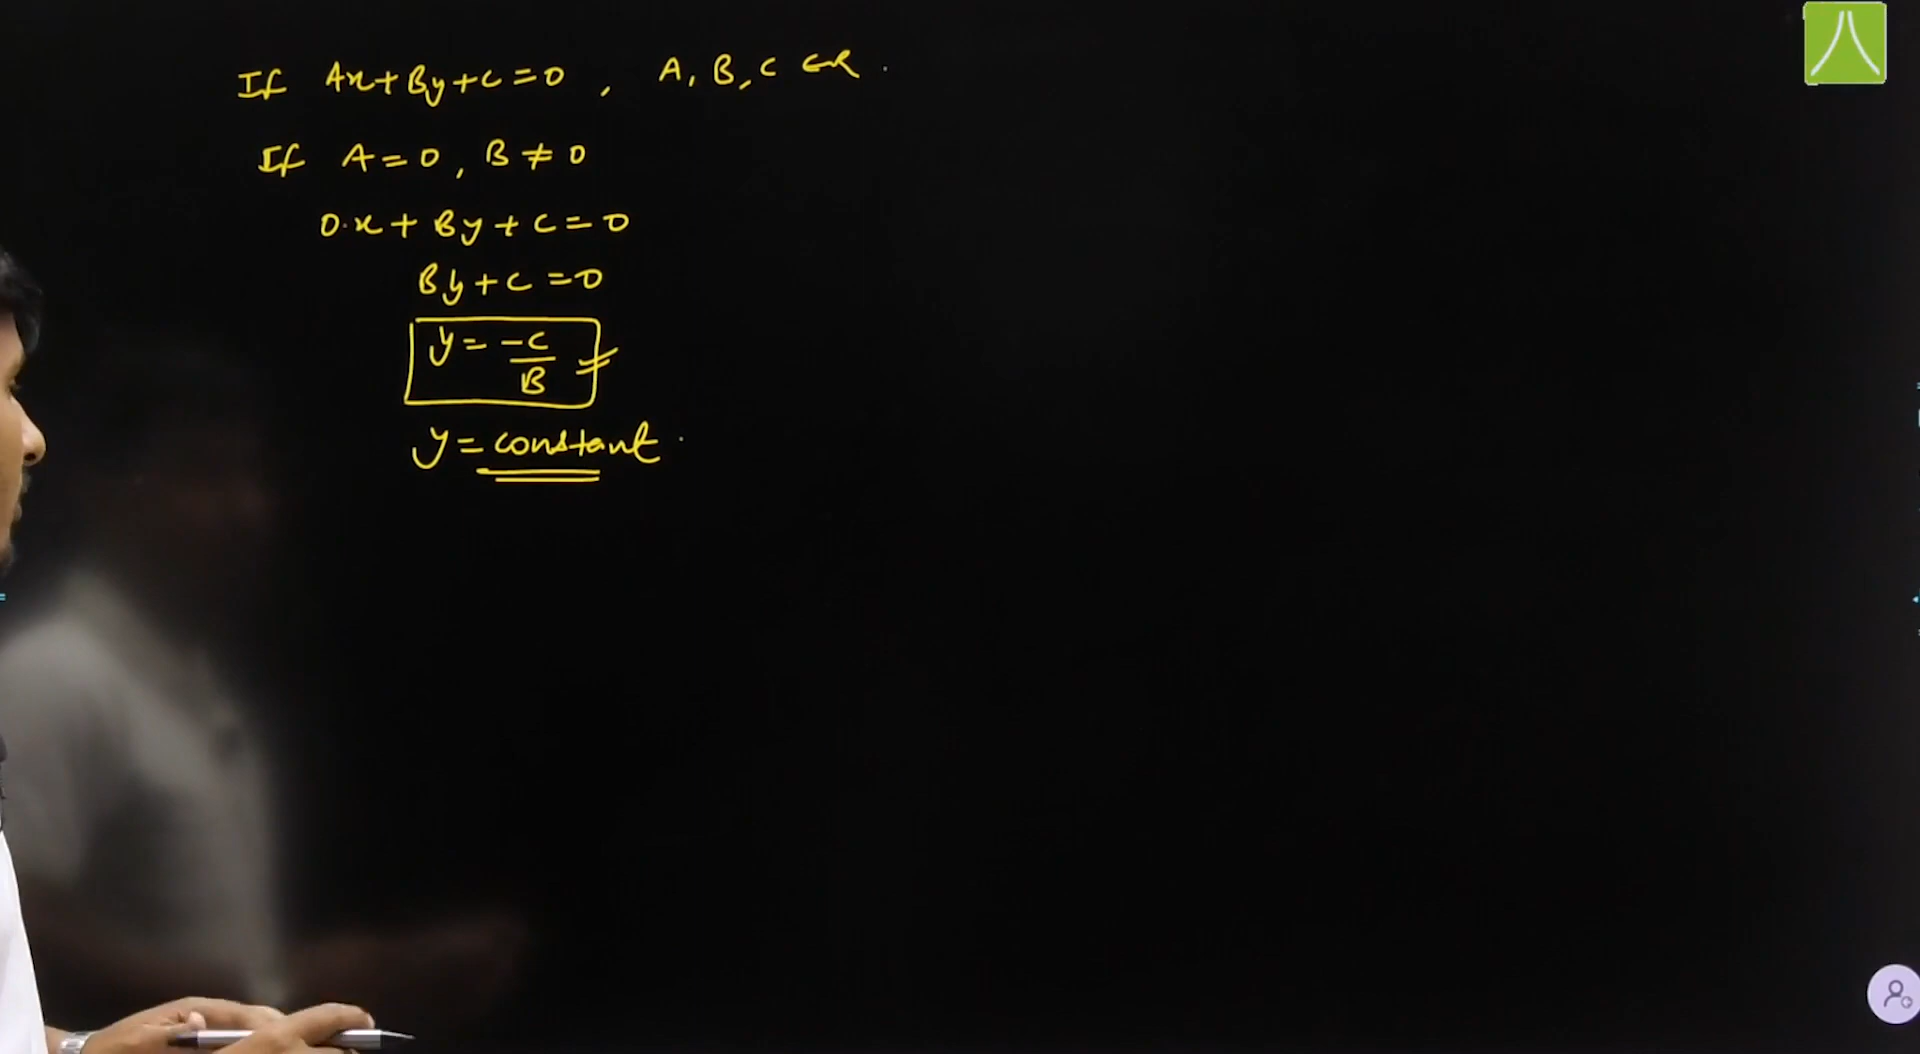 If Ax+By+C=0 , A, B, C ∈R .
If A=0, B ≠ 0
0·x+ By + C = 0
By+C =0
y= -C/B
y=constant .